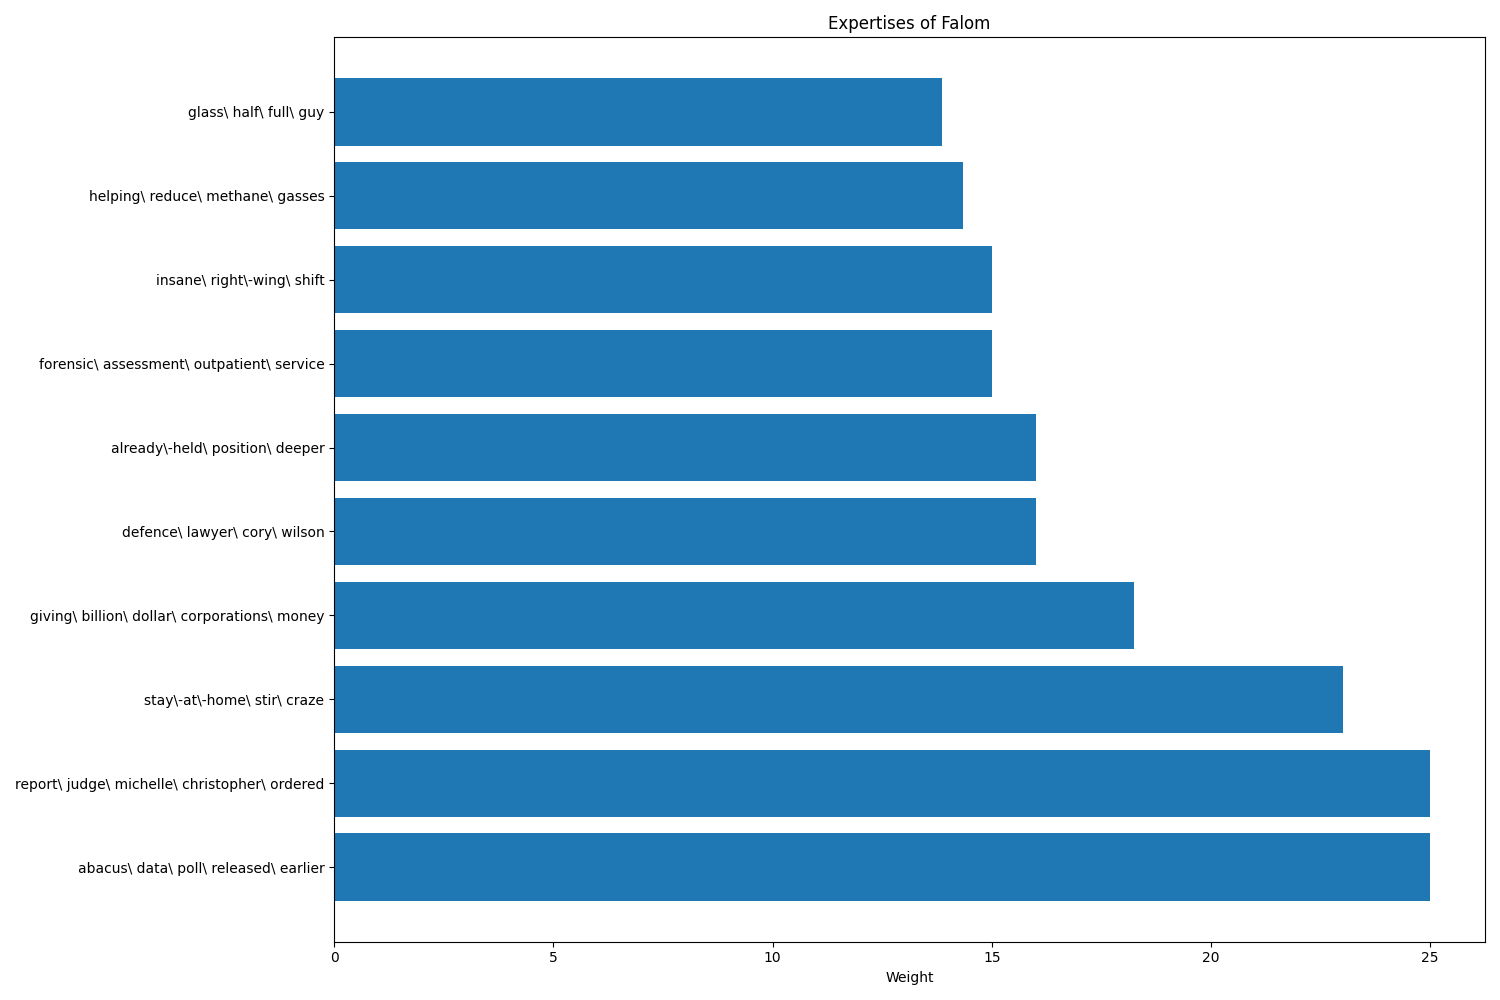 Expertises of Falom
glass\ half\ full\ guy
helping\ reduce\ methane\ gasses
insane\ right\-wing\ shift
forensic\ assessment\ outpatient\ service
already\-held\ position\ deeper
defence\ lawyer\ cory\ wilson
giving\ billion\ dollar\ corporations\ money
stay\-at\-home\ stir\ craze
report\ judge\ michelle\ christopher\ ordered
abacus\ data\ poll\ released\ earlier
0 5 10 15 20 25
Weight